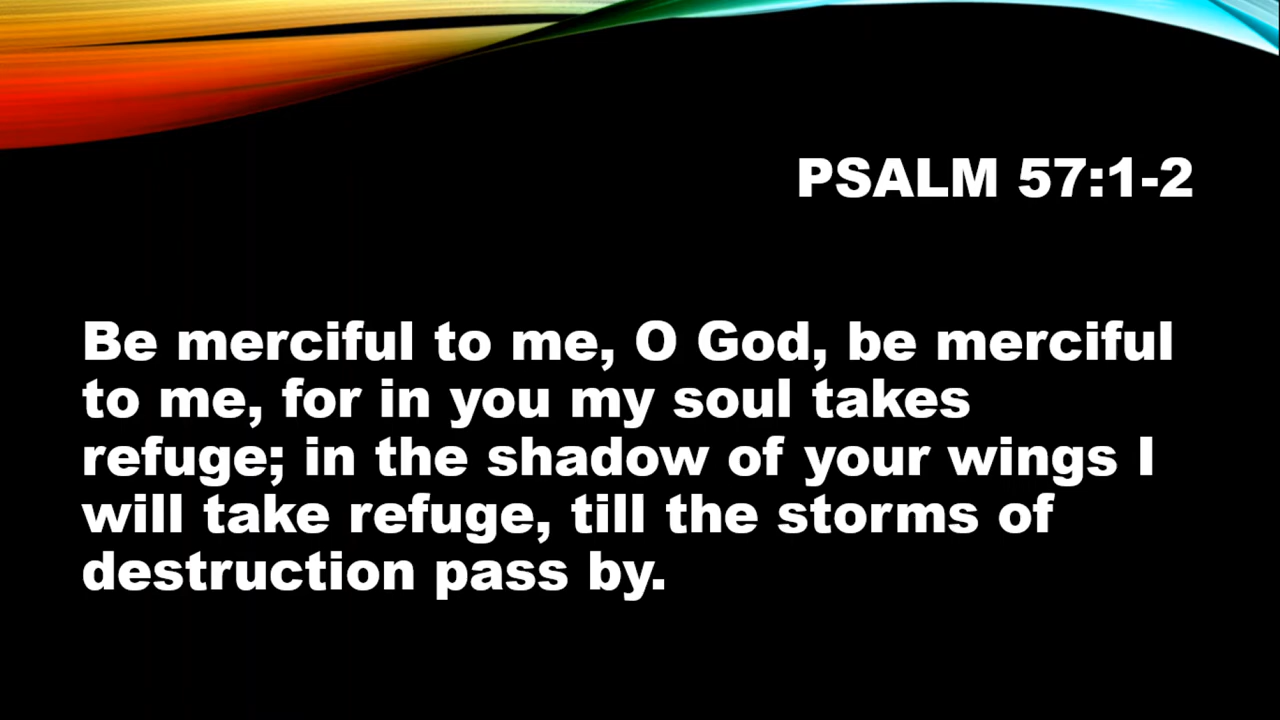 PSALM 57:1-2
Be merciful to me, O God, be merciful
to me, for in you my soul takes
refuge; in the shadow of your wings I
will take refuge, till the storms of
destruction pass by.